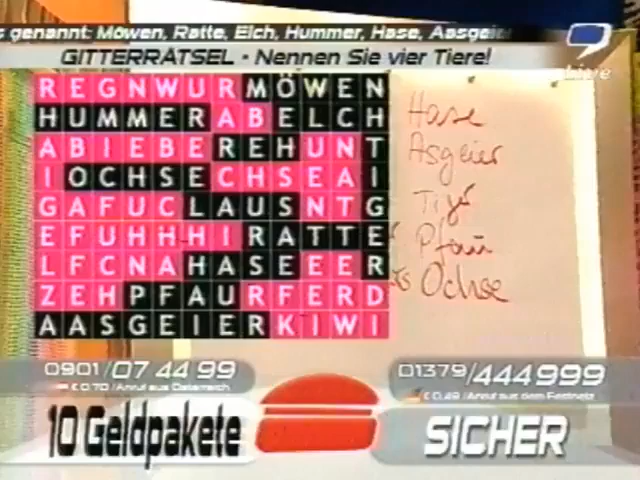 s genannt: Möwen, Ratte, Elch, Hummer, Hase, Aasgeier
GITTERRÄTSEL · Nennen Sie vier Tiere!
live
REGNWURMÖWEN
HUMMERABELCH
ABIEBEREHUNT
IOCHSECHSEAI
GAFUCLAUSNTG
EFUHHHIRATTE
LFCNAHASEEER
ZEHPFAURFERD
AASGEIERKIWI
Hase
Asgeier
Tiger
Pfau
Ochse
0901/07 44 99
€ 0.70 /Anruf aus Österreich
01379/444999
€ 0.49 /Anruf aus dem Festnetz
10 Geldpakete
SICHER